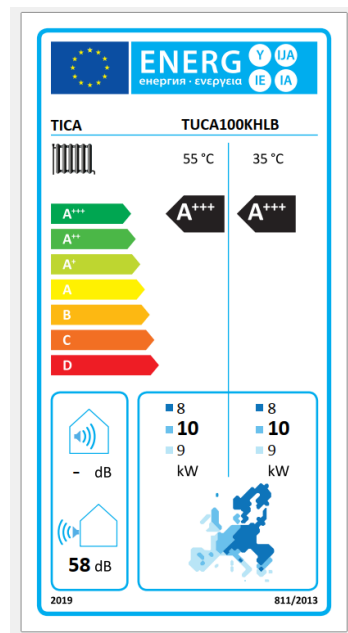 ENERG Y IJA
енергия · ενεργεια IE IA
TICA TUCA100KHLB
55 °C 35 °C
A+++ A+++ A+++
A++
A+
A
B
C
D
8 8
10 10
9 9
kW kW
- dB
58 dB
2019 811/2013